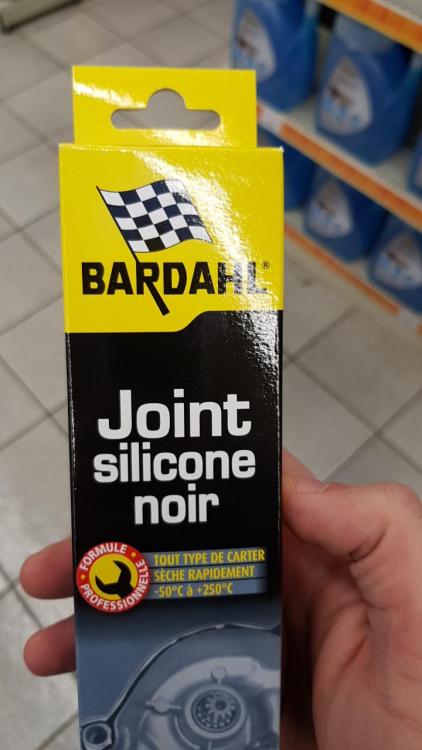 BARDAHL®
Joint
silicone
noir
FORMULE PROFESSIONNELLE
TOUT TYPE DE CARTER
SÈCHE RAPIDEMENT
-50°C à +250°C